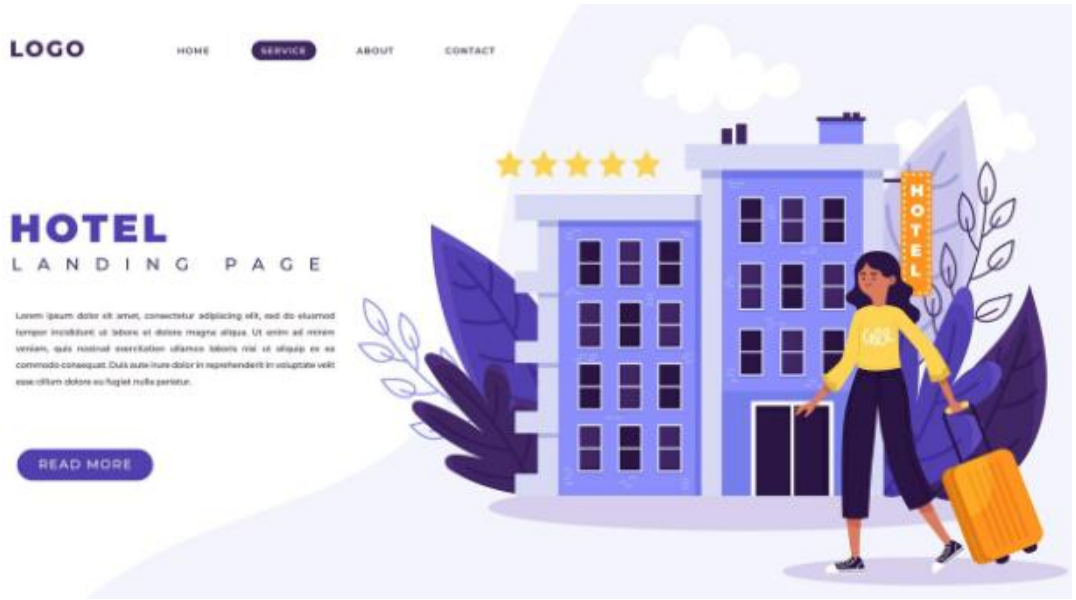 LOGO
HOME SERVICE ABOUT CONTACT
HOTEL
LANDING PAGE
Lorem ipsum dolor sit amet, consectetur adipiscing elit, sed do eiusmod
tempor incididunt ut labore et dolore magna aliqua. Ut enim ad minim
veniam, quis nostrud exercitation ullamco laboris nisi ut aliquip ex ea
commodo consequat. Duis aute irure dolor in reprehenderit in voluptate velit
esse cillum dolore eu fugiat nulla pariatur.
READ MORE
HOTEL